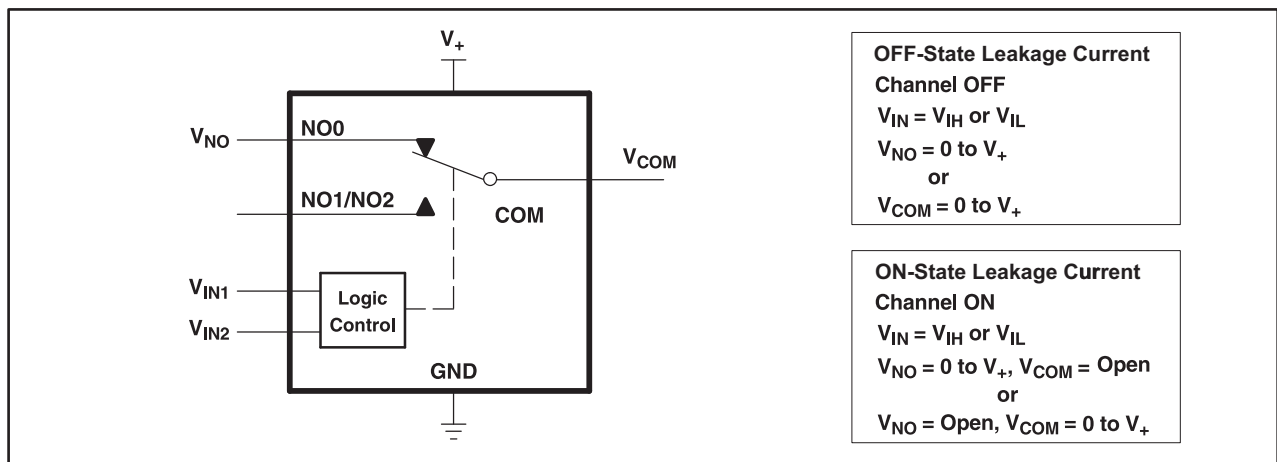 V+
VNO
NO0
VCOM
NO1/NO2
COM
VIN1
VIN2
Logic
Control
GND
OFF-State Leakage Current
Channel OFF
VIN = VIH or VIL
VNO = 0 to V+
or
VCOM = 0 to V+
ON-State Leakage Current
Channel ON
VIN = VIH or VIL
VNO = 0 to V+, VCOM = Open
or
VNO = Open, VCOM = 0 to V+